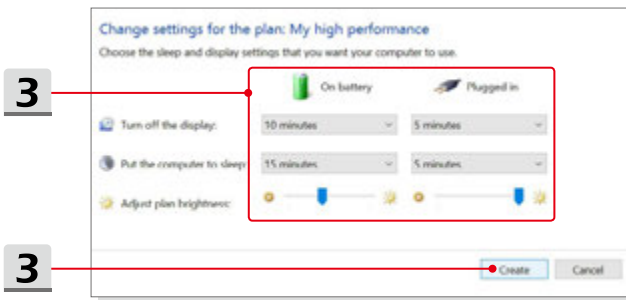 Change settings for the plan: My high performance
Choose the sleep and display settings that you want your computer to use.
3
On battery Plugged in
Turn off the display: 10 minutes 5 minutes
Put the computer to sleep: 15 minutes 5 minutes
Adjust plan brightness:
3
Create Cancel